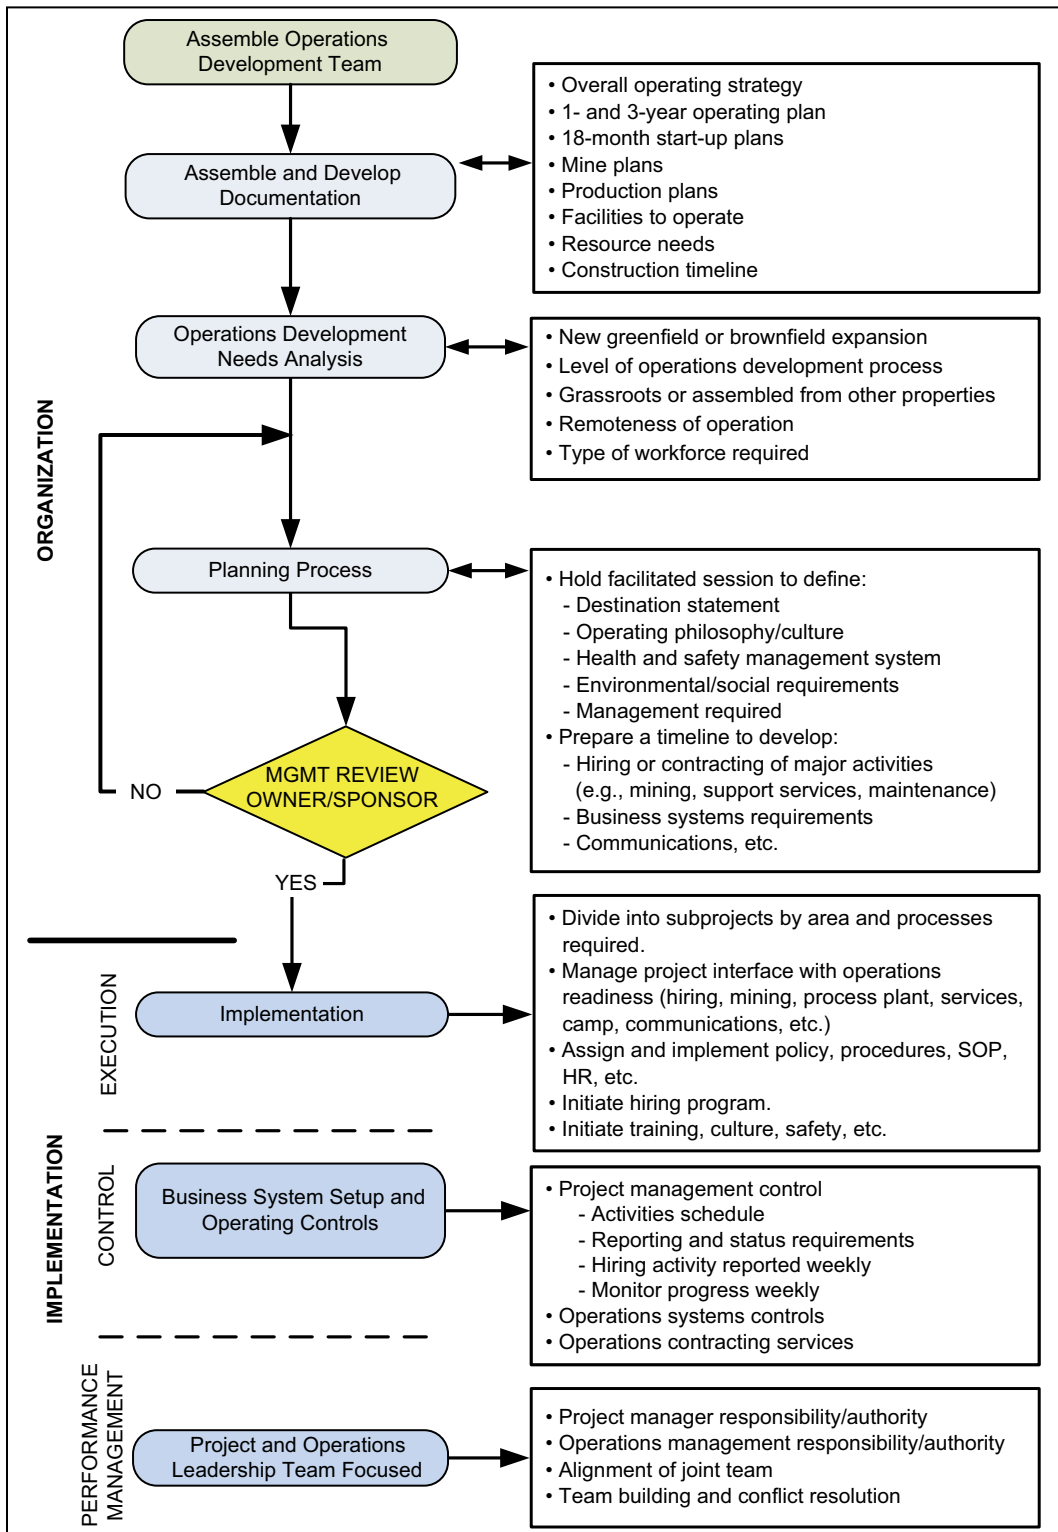 Assemble Operations
Development Team
Assemble and Develop
Documentation
• Overall operating strategy
• 1- and 3-year operating plan
• 18-month start-up plans
• Mine plans
• Production plans
• Facilities to operate
• Resource needs
• Construction timeline
ORGANIZATION
Operations Development
Needs Analysis
• New greenfield or brownfield expansion
• Level of operations development process
• Grassroots or assembled from other properties
• Remoteness of operation
• Type of workforce required
Planning Process
• Hold facilitated session to define:
- Destination statement
- Operating philosophy/culture
- Health and safety management system
- Environmental/social requirements
- Management required
• Prepare a timeline to develop:
- Hiring or contracting of major activities
(e.g., mining, support services, maintenance)
- Business systems requirements
- Communications, etc.
MGMT REVIEW
OWNER/SPONSOR
NO
YES
IMPLEMENTATION
EXECUTION
Implementation
• Divide into subprojects by area and processes
required.
• Manage project interface with operations
readiness (hiring, mining, process plant, services,
camp, communications, etc.)
• Assign and implement policy, procedures, SOP,
HR, etc.
• Initiate hiring program.
• Initiate training, culture, safety, etc.
CONTROL
Business System Setup and
Operating Controls
• Project management control
- Activities schedule
- Reporting and status requirements
- Hiring activity reported weekly
- Monitor progress weekly
• Operations systems controls
• Operations contracting services
PERFORMANCE
MANAGEMENT
Project and Operations
Leadership Team Focused
• Project manager responsibility/authority
• Operations management responsibility/authority
• Alignment of joint team
• Team building and conflict resolution